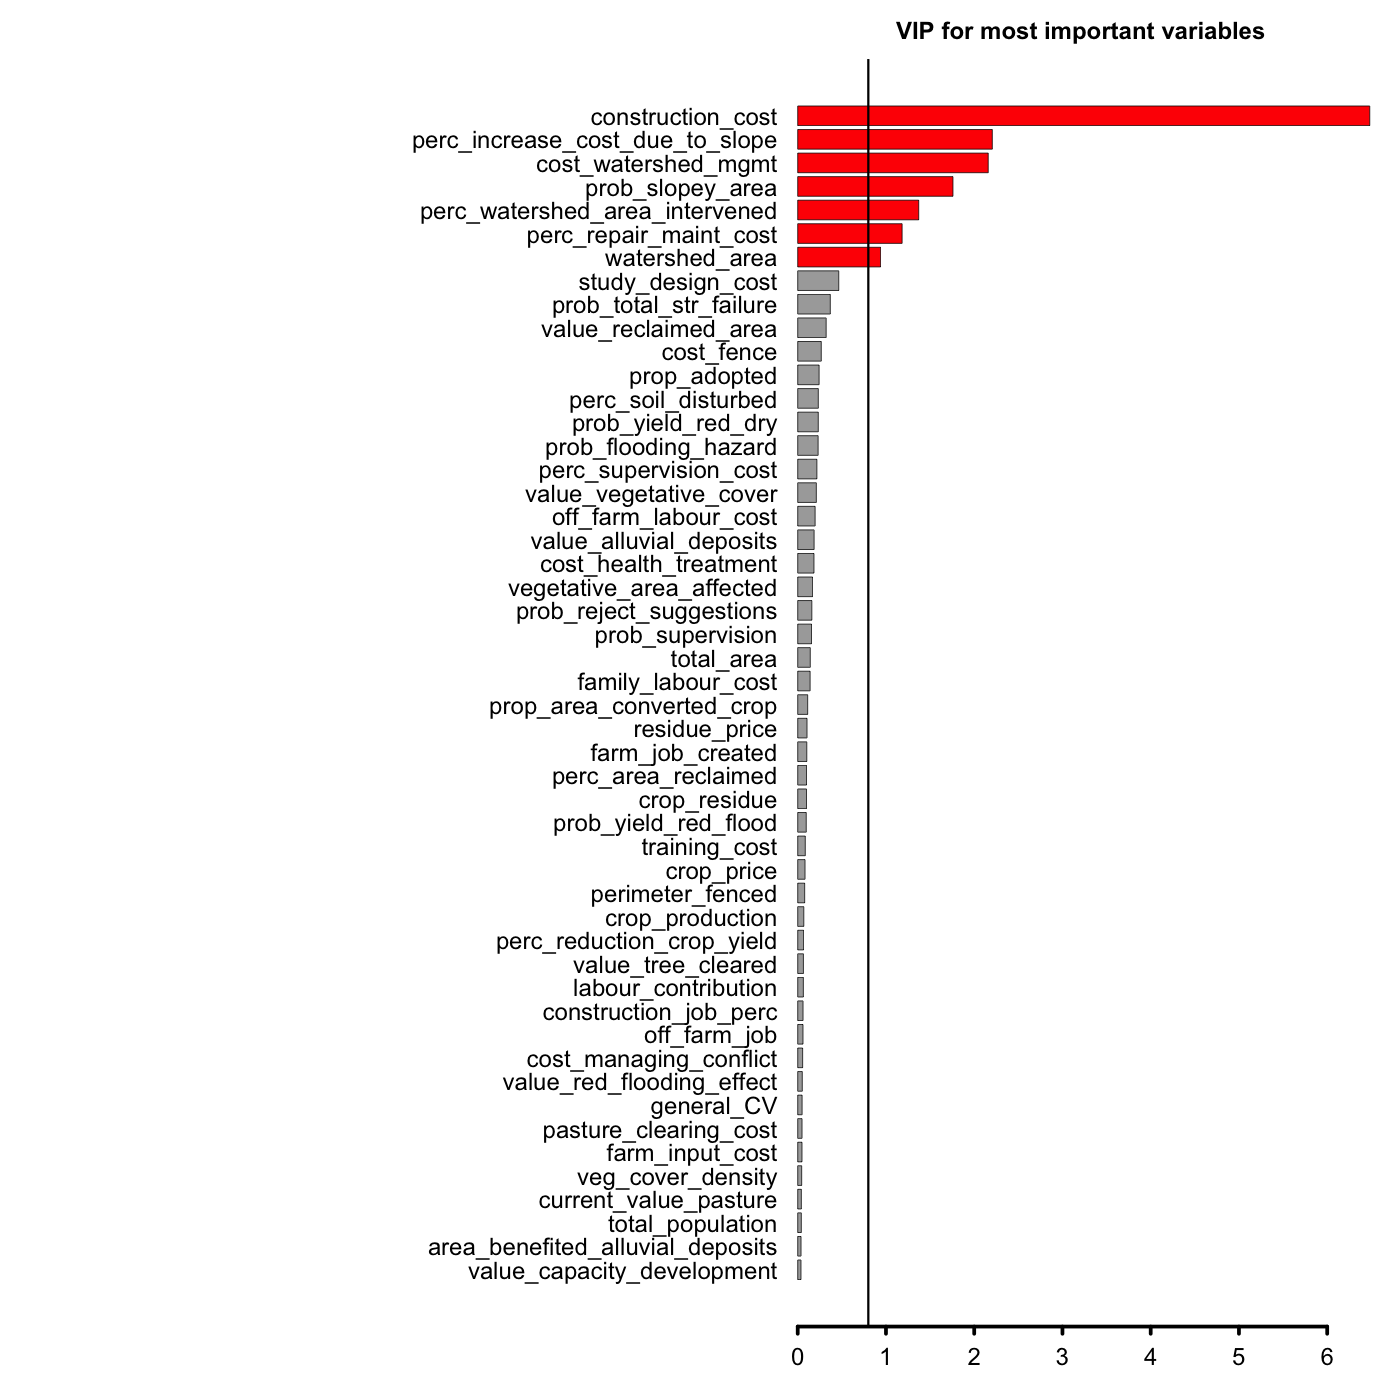 VIP for most important variables
construction_cost
perc_increase_cost_due_to_slope
cost_watershed_mgmt
prob_slopey_area
perc_watershed_area_intervened
perc_repair_maint_cost
watershed_area
study_design_cost
prob_total_str_failure
value_reclaimed_area
cost_fence
prop_adopted
perc_soil_disturbed
prob_yield_red_dry
prob_flooding_hazard
perc_supervision_cost
value_vegetative_cover
off_farm_labour_cost
value_alluvial_deposits
cost_health_treatment
vegetative_area_affected
prob_reject_suggestions
prob_supervision
total_area
family_labour_cost
prop_area_converted_crop
residue_price
farm_job_created
perc_area_reclaimed
crop_residue
prob_yield_red_flood
training_cost
crop_price
perimeter_fenced
crop_production
perc_reduction_crop_yield
value_tree_cleared
labour_contribution
construction_job_perc
off_farm_job
cost_managing_conflict
value_red_flooding_effect
general_CV
pasture_clearing_cost
farm_input_cost
veg_cover_density
current_value_pasture
total_population
area_benefited_alluvial_deposits
value_capacity_development
0 1 2 3 4 5 6